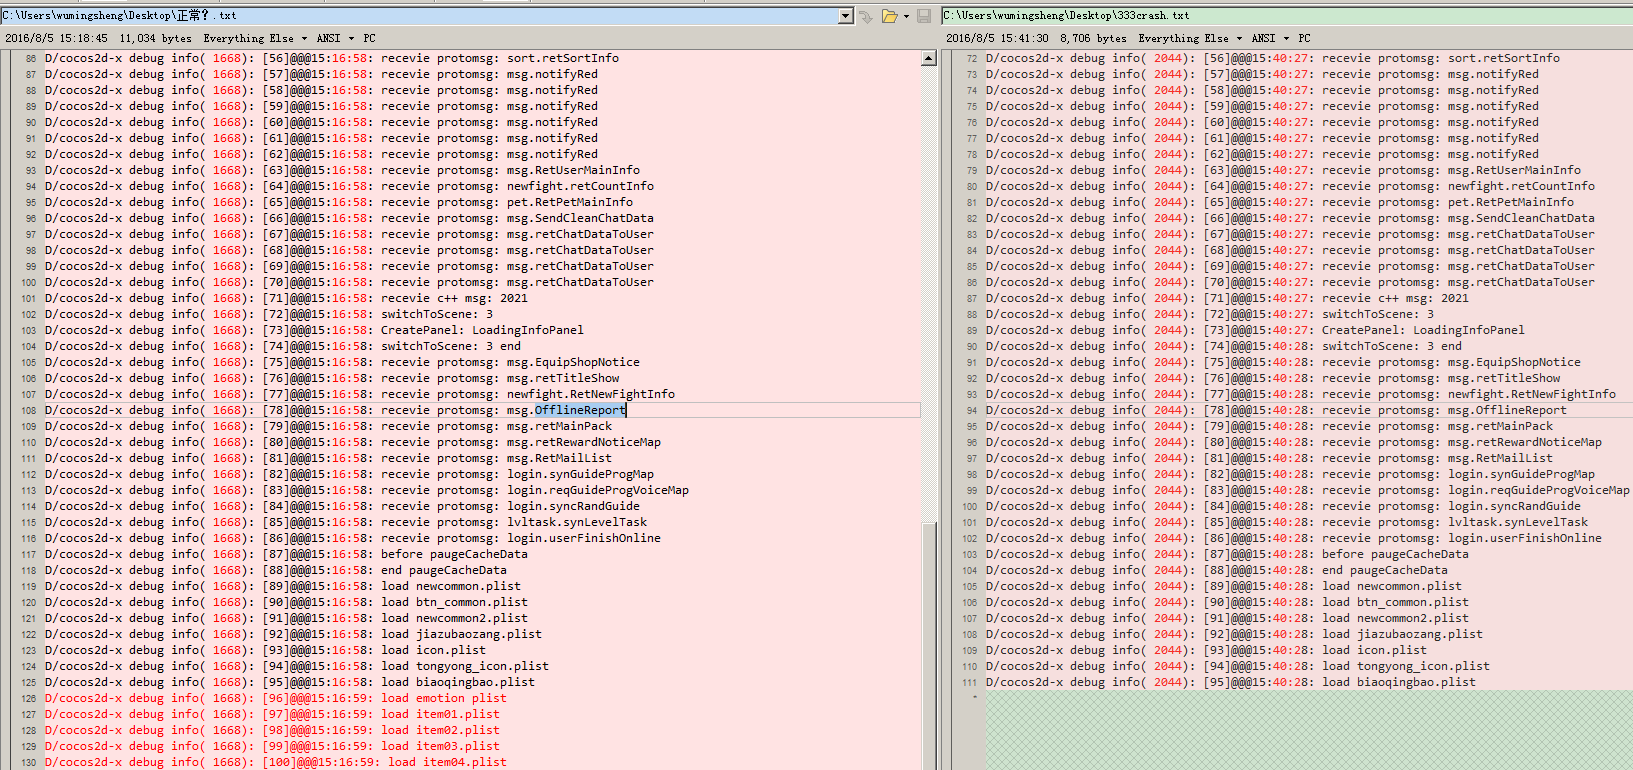 C:\Users\wumingsheng\Desktop\正常?.txt
2016/8/5 15:18:45 11,034 bytes Everything Else ANSI PC
86 D/cocos2d-x debug info( 1668): [56]@@@15:16:58: recevie protomsg: sort.retSortInfo
87 D/cocos2d-x debug info( 1668): [57]@@@15:16:58: recevie protomsg: msg.notifyRed
88 D/cocos2d-x debug info( 1668): [58]@@@15:16:58: recevie protomsg: msg.notifyRed
89 D/cocos2d-x debug info( 1668): [59]@@@15:16:58: recevie protomsg: msg.notifyRed
90 D/cocos2d-x debug info( 1668): [60]@@@15:16:58: recevie protomsg: msg.notifyRed
91 D/cocos2d-x debug info( 1668): [61]@@@15:16:58: recevie protomsg: msg.notifyRed
92 D/cocos2d-x debug info( 1668): [62]@@@15:16:58: recevie protomsg: msg.notifyRed
93 D/cocos2d-x debug info( 1668): [63]@@@15:16:58: recevie protomsg: msg.RetUserMainInfo
94 D/cocos2d-x debug info( 1668): [64]@@@15:16:58: recevie protomsg: newfight.retCountInfo
95 D/cocos2d-x debug info( 1668): [65]@@@15:16:58: recevie protomsg: pet.RetPetMainInfo
96 D/cocos2d-x debug info( 1668): [66]@@@15:16:58: recevie protomsg: msg.SendCleanChatData
97 D/cocos2d-x debug info( 1668): [67]@@@15:16:58: recevie protomsg: msg.retChatDataToUser
98 D/cocos2d-x debug info( 1668): [68]@@@15:16:58: recevie protomsg: msg.retChatDataToUser
99 D/cocos2d-x debug info( 1668): [69]@@@15:16:58: recevie protomsg: msg.retChatDataToUser
100 D/cocos2d-x debug info( 1668): [70]@@@15:16:58: recevie protomsg: msg.retChatDataToUser
101 D/cocos2d-x debug info( 1668): [71]@@@15:16:58: recevie c++ msg: 2021
102 D/cocos2d-x debug info( 1668): [72]@@@15:16:58: switchToScene: 3
103 D/cocos2d-x debug info( 1668): [73]@@@15:16:58: CreatePanel: LoadingInfoPanel
104 D/cocos2d-x debug info( 1668): [74]@@@15:16:58: switchToScene: 3 end
105 D/cocos2d-x debug info( 1668): [75]@@@15:16:58: recevie protomsg: msg.EquipShopNotice
106 D/cocos2d-x debug info( 1668): [76]@@@15:16:58: recevie protomsg: msg.retTitleShow
107 D/cocos2d-x debug info( 1668): [77]@@@15:16:58: recevie protomsg: newfight.RetNewFightInfo
108 D/cocos2d-x debug info( 1668): [78]@@@15:16:58: recevie protomsg: msg.OfflineReport
109 D/cocos2d-x debug info( 1668): [79]@@@15:16:58: recevie protomsg: msg.retMainPack
110 D/cocos2d-x debug info( 1668): [80]@@@15:16:58: recevie protomsg: msg.retRewardNoticeMap
111 D/cocos2d-x debug info( 1668): [81]@@@15:16:58: recevie protomsg: msg.RetMailList
112 D/cocos2d-x debug info( 1668): [82]@@@15:16:58: recevie protomsg: login.synGuideProgMap
113 D/cocos2d-x debug info( 1668): [83]@@@15:16:58: recevie protomsg: login.reqGuideProgVoiceMap
114 D/cocos2d-x debug info( 1668): [84]@@@15:16:58: recevie protomsg: login.syncRandGuide
115 D/cocos2d-x debug info( 1668): [85]@@@15:16:58: recevie protomsg: lvltask.synLevelTask
116 D/cocos2d-x debug info( 1668): [86]@@@15:16:58: recevie protomsg: login.userFinishOnline
117 D/cocos2d-x debug info( 1668): [87]@@@15:16:58: before paugeCacheData
118 D/cocos2d-x debug info( 1668): [88]@@@15:16:58: end paugeCacheData
119 D/cocos2d-x debug info( 1668): [89]@@@15:16:58: load newcommon.plist
120 D/cocos2d-x debug info( 1668): [90]@@@15:16:58: load btn_common.plist
121 D/cocos2d-x debug info( 1668): [91]@@@15:16:58: load newcommon2.plist
122 D/cocos2d-x debug info( 1668): [92]@@@15:16:58: load jiazubaozang.plist
123 D/cocos2d-x debug info( 1668): [93]@@@15:16:58: load icon.plist
124 D/cocos2d-x debug info( 1668): [94]@@@15:16:58: load tongyong_icon.plist
125 D/cocos2d-x debug info( 1668): [95]@@@15:16:58: load biaoqingbao.plist
126 D/cocos2d-x debug info( 1668): [96]@@@15:16:59: load emotion plist
127 D/cocos2d-x debug info( 1668): [97]@@@15:16:59: load item01.plist
128 D/cocos2d-x debug info( 1668): [98]@@@15:16:59: load item02.plist
129 D/cocos2d-x debug info( 1668): [99]@@@15:16:59: load item03.plist
130 D/cocos2d-x debug info( 1668): [100]@@@15:16:59: load item04.plist
C:\Users\wumingsheng\Desktop\333crash.txt
2016/8/5 15:41:30 8,706 bytes Everything Else ANSI PC
72 D/cocos2d-x debug info( 2044): [56]@@@15:40:27: recevie protomsg: sort.retSortInfo
73 D/cocos2d-x debug info( 2044): [57]@@@15:40:27: recevie protomsg: msg.notifyRed
74 D/cocos2d-x debug info( 2044): [58]@@@15:40:27: recevie protomsg: msg.notifyRed
75 D/cocos2d-x debug info( 2044): [59]@@@15:40:27: recevie protomsg: msg.notifyRed
76 D/cocos2d-x debug info( 2044): [60]@@@15:40:27: recevie protomsg: msg.notifyRed
77 D/cocos2d-x debug info( 2044): [61]@@@15:40:27: recevie protomsg: msg.notifyRed
78 D/cocos2d-x debug info( 2044): [62]@@@15:40:27: recevie protomsg: msg.notifyRed
79 D/cocos2d-x debug info( 2044): [63]@@@15:40:27: recevie protomsg: msg.RetUserMainInfo
80 D/cocos2d-x debug info( 2044): [64]@@@15:40:27: recevie protomsg: newfight.retCountInfo
81 D/cocos2d-x debug info( 2044): [65]@@@15:40:27: recevie protomsg: pet.RetPetMainInfo
82 D/cocos2d-x debug info( 2044): [66]@@@15:40:27: recevie protomsg: msg.SendCleanChatData
83 D/cocos2d-x debug info( 2044): [67]@@@15:40:27: recevie protomsg: msg.retChatDataToUser
84 D/cocos2d-x debug info( 2044): [68]@@@15:40:27: recevie protomsg: msg.retChatDataToUser
85 D/cocos2d-x debug info( 2044): [69]@@@15:40:27: recevie protomsg: msg.retChatDataToUser
86 D/cocos2d-x debug info( 2044): [70]@@@15:40:27: recevie protomsg: msg.retChatDataToUser
87 D/cocos2d-x debug info( 2044): [71]@@@15:40:27: recevie c++ msg: 2021
88 D/cocos2d-x debug info( 2044): [72]@@@15:40:27: switchToScene: 3
89 D/cocos2d-x debug info( 2044): [73]@@@15:40:27: CreatePanel: LoadingInfoPanel
90 D/cocos2d-x debug info( 2044): [74]@@@15:40:28: switchToScene: 3 end
91 D/cocos2d-x debug info( 2044): [75]@@@15:40:28: recevie protomsg: msg.EquipShopNotice
92 D/cocos2d-x debug info( 2044): [76]@@@15:40:28: recevie protomsg: msg.retTitleShow
93 D/cocos2d-x debug info( 2044): [77]@@@15:40:28: recevie protomsg: newfight.RetNewFightInfo
94 D/cocos2d-x debug info( 2044): [78]@@@15:40:28: recevie protomsg: msg.OfflineReport
95 D/cocos2d-x debug info( 2044): [79]@@@15:40:28: recevie protomsg: msg.retMainPack
96 D/cocos2d-x debug info( 2044): [80]@@@15:40:28: recevie protomsg: msg.retRewardNoticeMap
97 D/cocos2d-x debug info( 2044): [81]@@@15:40:28: recevie protomsg: msg.RetMailList
98 D/cocos2d-x debug info( 2044): [82]@@@15:40:28: recevie protomsg: login.synGuideProgMap
99 D/cocos2d-x debug info( 2044): [83]@@@15:40:28: recevie protomsg: login.reqGuideProgVoiceMap
100 D/cocos2d-x debug info( 2044): [84]@@@15:40:28: recevie protomsg: login.syncRandGuide
101 D/cocos2d-x debug info( 2044): [85]@@@15:40:28: recevie protomsg: lvltask.synLevelTask
102 D/cocos2d-x debug info( 2044): [86]@@@15:40:28: recevie protomsg: login.userFinishOnline
103 D/cocos2d-x debug info( 2044): [87]@@@15:40:28: before paugeCacheData
104 D/cocos2d-x debug info( 2044): [88]@@@15:40:28: end paugeCacheData
105 D/cocos2d-x debug info( 2044): [89]@@@15:40:28: load newcommon.plist
106 D/cocos2d-x debug info( 2044): [90]@@@15:40:28: load btn_common.plist
107 D/cocos2d-x debug info( 2044): [91]@@@15:40:28: load newcommon2.plist
108 D/cocos2d-x debug info( 2044): [92]@@@15:40:28: load jiazubaozang.plist
109 D/cocos2d-x debug info( 2044): [93]@@@15:40:28: load icon.plist
110 D/cocos2d-x debug info( 2044): [94]@@@15:40:28: load tongyong_icon.plist
111 D/cocos2d-x debug info( 2044): [95]@@@15:40:28: load biaoqingbao.plist